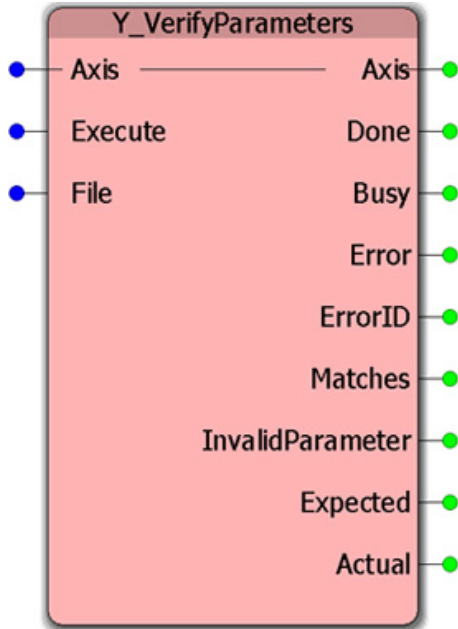 Y_VerifyParameters
Axis Axis
Execute Done
File Busy
Error
ErrorID
Matches
InvalidParameter
Expected
Actual